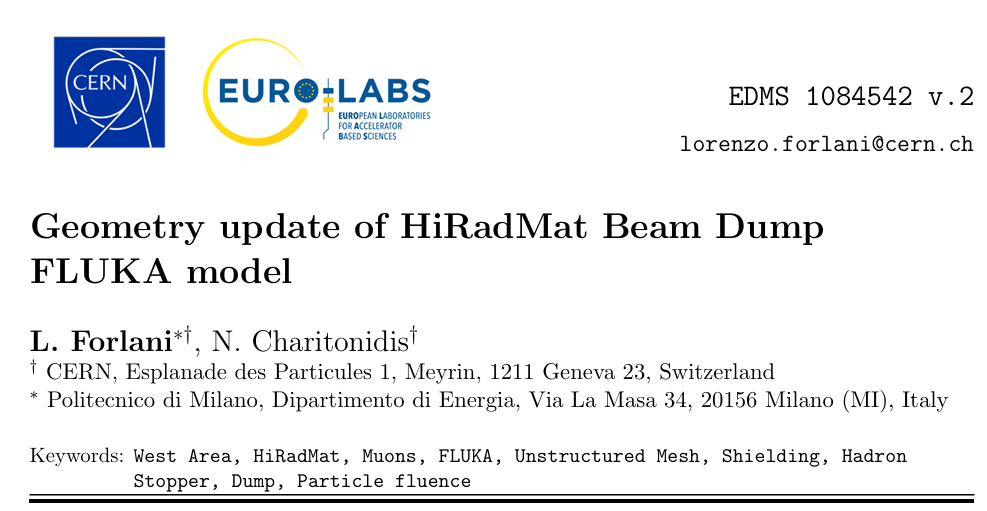 CERN
EURO-LABS
EUROPEAN LABORATORIES
FOR ACCELERATOR
BASED SCIENCES
EDMS 1084542 v.2
lorenzo.forlani@cern.ch
Geometry update of HiRadMat Beam Dump
FLUKA model
L. Forlani*†, N. Charitonidis†
† CERN, Esplanade des Particules 1, Meyrin, 1211 Geneva 23, Switzerland
* Politecnico di Milano, Dipartimento di Energia, Via La Masa 34, 20156 Milano (MI), Italy
Keywords: West Area, HiRadMat, Muons, FLUKA, Unstructured Mesh, Shielding, Hadron
Stopper, Dump, Particle fluence